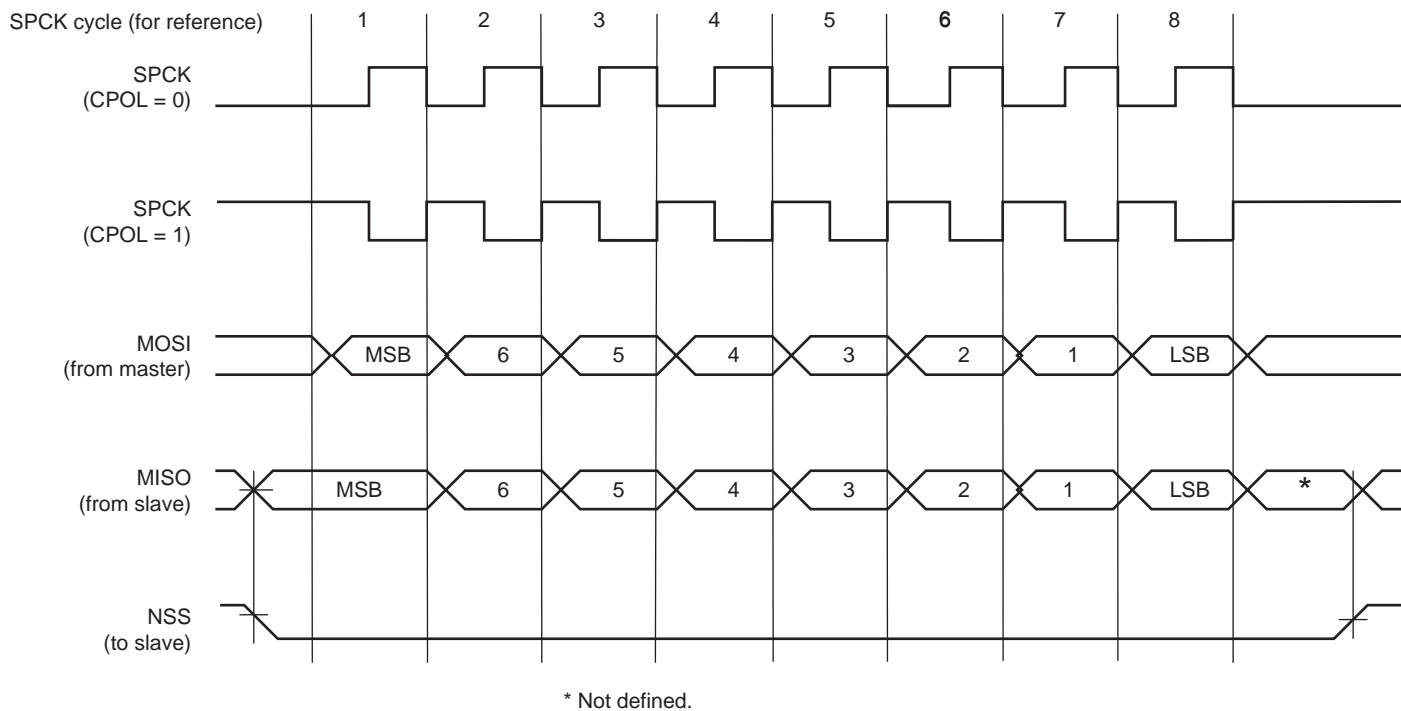 SPCK cycle (for reference) 1 2 3 4 5 6 7 8
SPCK
(CPOL = 0)
SPCK
(CPOL = 1)
MOSI
(from master)
MSB 6 5 4 3 2 1 LSB
MISO
(from slave)
MSB 6 5 4 3 2 1 LSB *
NSS
(to slave)
* Not defined.